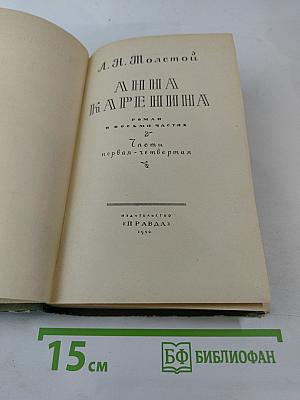 Л. Н. Толстой
АННА
КАРЕНИНА
РОМАН
В ВОСЬМИ ЧАСТЯХ
Части
первая-четвертая
ИЗДАТЕЛЬСТВО
«ПРАВДА»
15 см
БФ БИБЛИОФАН